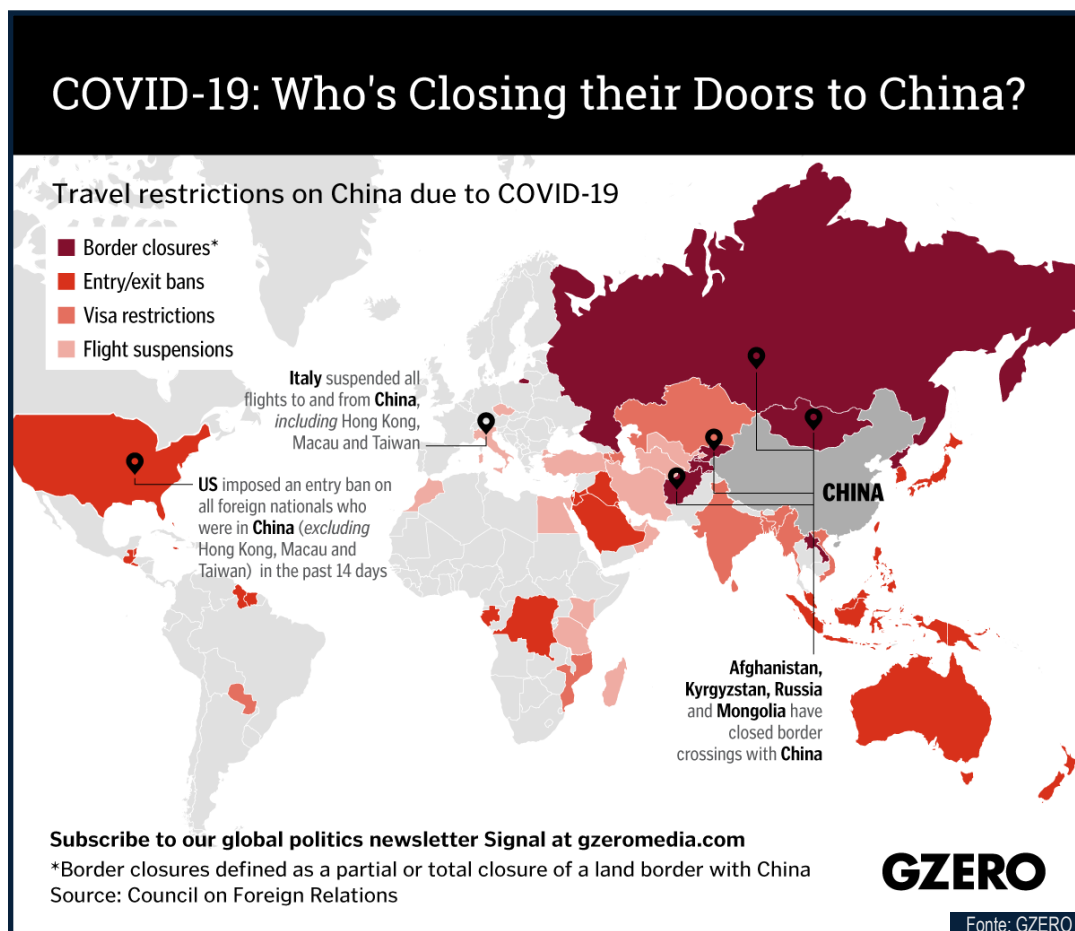 COVID-19: Who's Closing their Doors to China?
Travel restrictions on China due to COVID-19
Border closures*
Entry/exit bans
Visa restrictions
Flight suspensions
Italy suspended all
flights to and from China,
including Hong Kong,
Macau and Taiwan
US imposed an entry ban on
all foreign nationals who
were in China (excluding
Hong Kong, Macau and
Taiwan) in the past 14 days
CHINA
Afghanistan,
Kyrgyzstan, Russia
and Mongolia have
closed border
crossings with China
Subscribe to our global politics newsletter Signal at gzeromedia.com
*Border closures defined as a partial or total closure of a land border with China
Source: Council on Foreign Relations
GZERO
Fonte: GZERO